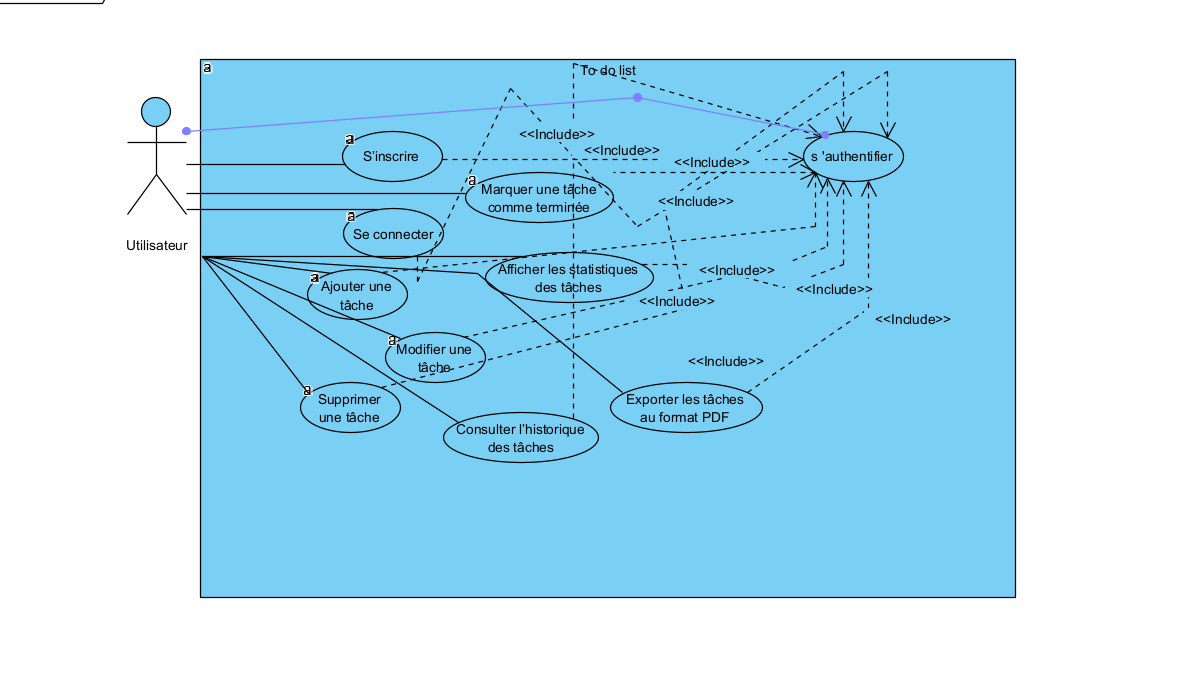 a
To do list
<<Include>>
a
S'inscrire
<<Include>>
<<Include>>
s 'authentifier
a
Marquer une tâche
comme terminée
<<Include>>
a
Se connecter
Utilisateur
Afficher les statistiques
des tâches
<<Include>>
a
Ajouter une
tâche
<<Include>>
<<Include>>
<<Include>>
a
Modifier une
tâche
<<Include>>
a
Supprimer
une tâche
Exporter les tâches
au format PDF
Consulter l'historique
des tâches